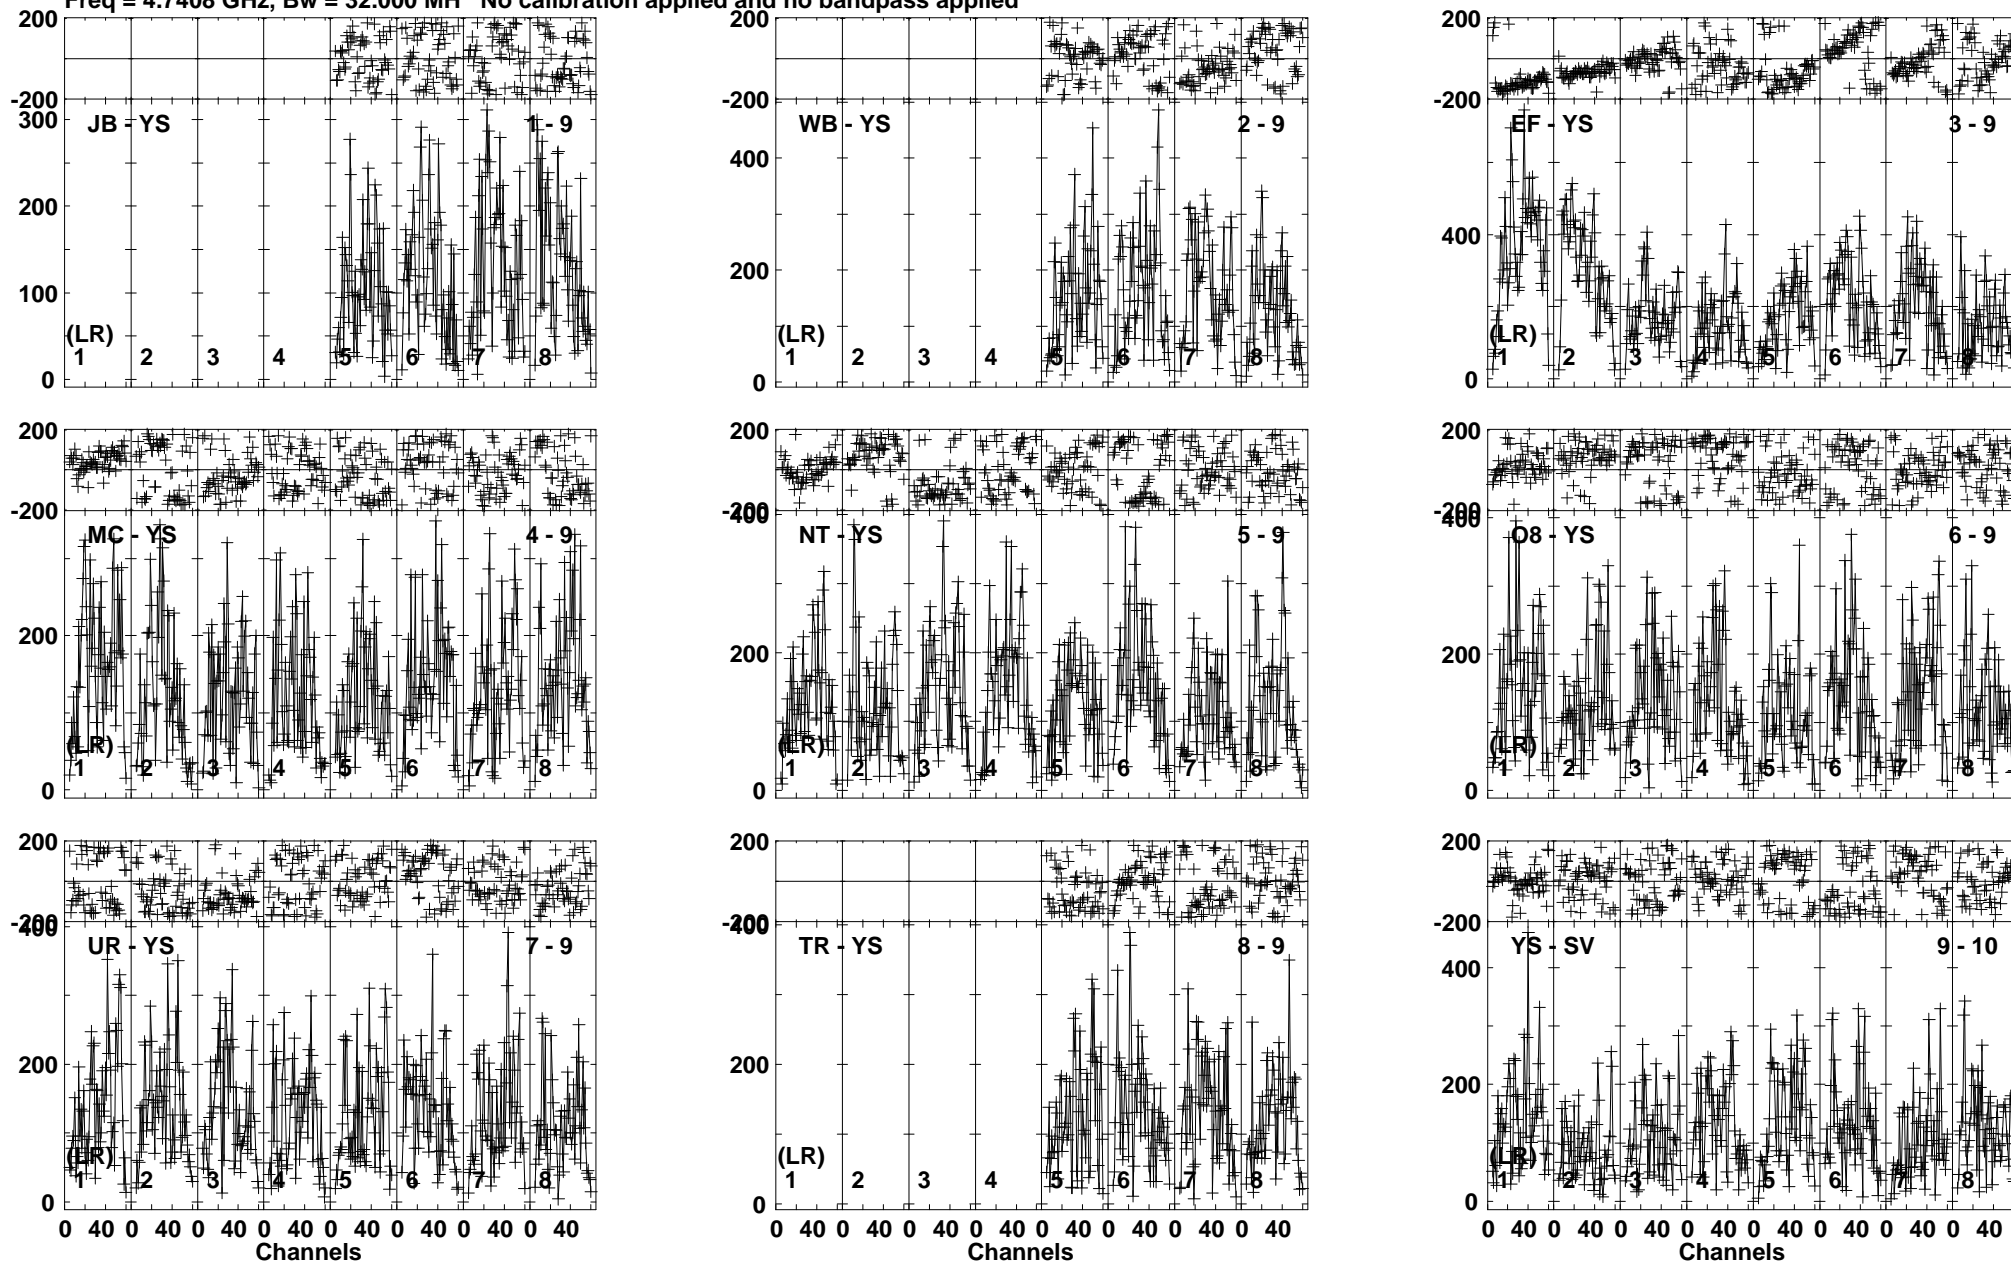 Freq = 4.7408 GHz, Bw = 32.000 MH No calibration applied and no bandpass applied
200 200 200
-200 -200 -200
JB - YS 1 - 9 WB - YS 2 - 9 EF - YS 3 - 9
300
400
200 400
200
100
(LR) (LR) (LR)
1 2 3 4 5 6 7 8 1 2 3 4 5 6 7 8 1 2 3 4 5 6 7 8
0 0 0
200 200 200
-200 -200 -200
400 400
MC - YS 4 - 9 NT - YS 5 - 9 O8 - YS 6 - 9
200 200 200
(LR) (LR) (LR)
1 2 3 4 5 6 7 8 1 2 3 4 5 6 7 8 1 2 3 4 5 6 7 8
0 0 0
200 200 200
-200 -200 -200
400 400
UR - YS 7 - 9 TR - YS 8 - 9 YS - SV 9 - 10
400
200 200 200
(LR) (LR) (LR)
1 2 3 4 5 6 7 8 1 2 3 4 5 6 7 8 1 2 3 4 5 6 7 8
0 0 0
0 40 0 40 0 40 0 40 0 40 0 40 0 40 0 40 0 40 0 40 0 40 0 40 0 40 0 40 0 40 0 40 0 40 0 40 0 40 0 40 0 40 0 40 0 40 0 40
Channels Channels Channels